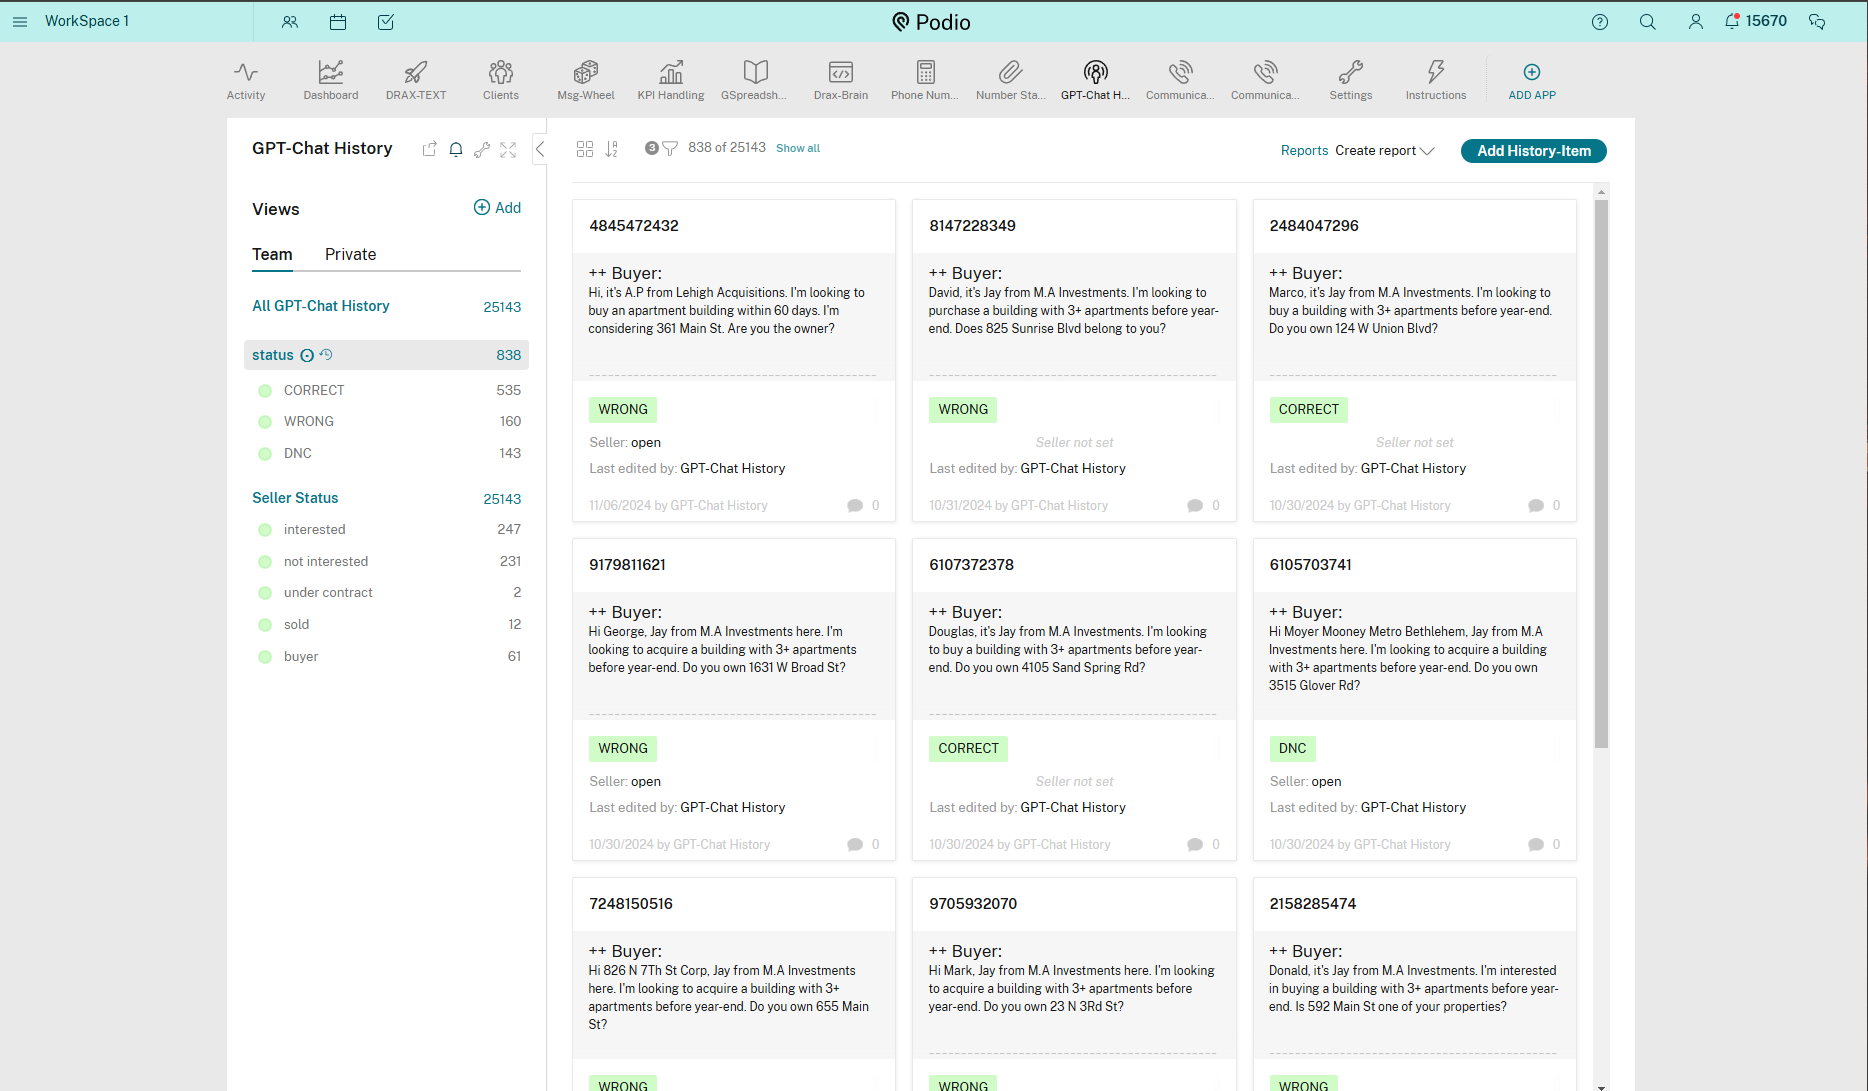 WorkSpace 1
Podio
15670
Activity
Dashboard
DRAX-TEXT
Clients
Msg-Wheel
KPI Handling
GSpreadsh...
Drax-Brain
Phone Num...
Number Sta...
GPT-Chat H...
Communica...
Communica...
Settings
Instructions
ADD APP
GPT-Chat History
Views
Add
Team
Private
All GPT-Chat History 25143
status 838
CORRECT 535
WRONG 160
DNC 143
Seller Status 25143
interested 247
not interested 231
under contract 2
sold 12
buyer 61
3
838 of 25143 Show all
Reports Create report
Add History-Item
4845472432
++ Buyer:
Hi, it's A.P from Lehigh Acquisitions. I'm looking to
buy an apartment building within 60 days. I'm
considering 361 Main St. Are you the owner?
WRONG
Seller: open
Last edited by: GPT-Chat History
11/06/2024 by GPT-Chat History 0
8147228349
++ Buyer:
David, it's Jay from M.A Investments. I'm looking to
purchase a building with 3+ apartments before year-
end. Does 825 Sunrise Blvd belong to you?
WRONG
Seller not set
Last edited by: GPT-Chat History
10/31/2024 by GPT-Chat History 0
2484047296
++ Buyer:
Marco, it's Jay from M.A Investments. I'm looking to
buy a building with 3+ apartments before year-end.
Do you own 124 W Union Blvd?
CORRECT
Seller not set
Last edited by: GPT-Chat History
10/30/2024 by GPT-Chat History 0
9179811621
++ Buyer:
Hi George, Jay from M.A Investments here. I'm
looking to acquire a building with 3+ apartments
before year-end. Do you own 1631 W Broad St?
WRONG
Seller: open
Last edited by: GPT-Chat History
10/30/2024 by GPT-Chat History 0
6107372378
++ Buyer:
Douglas, it's Jay from M.A Investments. I'm looking
to buy a building with 3+ apartments before year-
end. Do you own 4105 Sand Spring Rd?
CORRECT
Seller not set
Last edited by: GPT-Chat History
10/30/2024 by GPT-Chat History 0
6105703741
++ Buyer:
Hi Moyer Mooney Metro Bethlehem, Jay from M.A
Investments here. I'm looking to acquire a building
with 3+ apartments before year-end. Do you own
3515 Glover Rd?
DNC
Seller: open
Last edited by: GPT-Chat History
10/30/2024 by GPT-Chat History 0
7248150516
++ Buyer:
Hi 826 N 7Th St Corp, Jay from M.A Investments
here. I'm looking to acquire a building with 3+
apartments before year-end. Do you own 655 Main
St?
WRONG
9705932070
++ Buyer:
Hi Mark, Jay from M.A Investments here. I'm looking
to acquire a building with 3+ apartments before
year-end. Do you own 23 N 3Rd St?
WRONG
2158285474
++ Buyer:
Donald, it's Jay from M.A Investments. I'm interested
in buying a building with 3+ apartments before year-
end. Is 592 Main St one of your properties?
WRONG